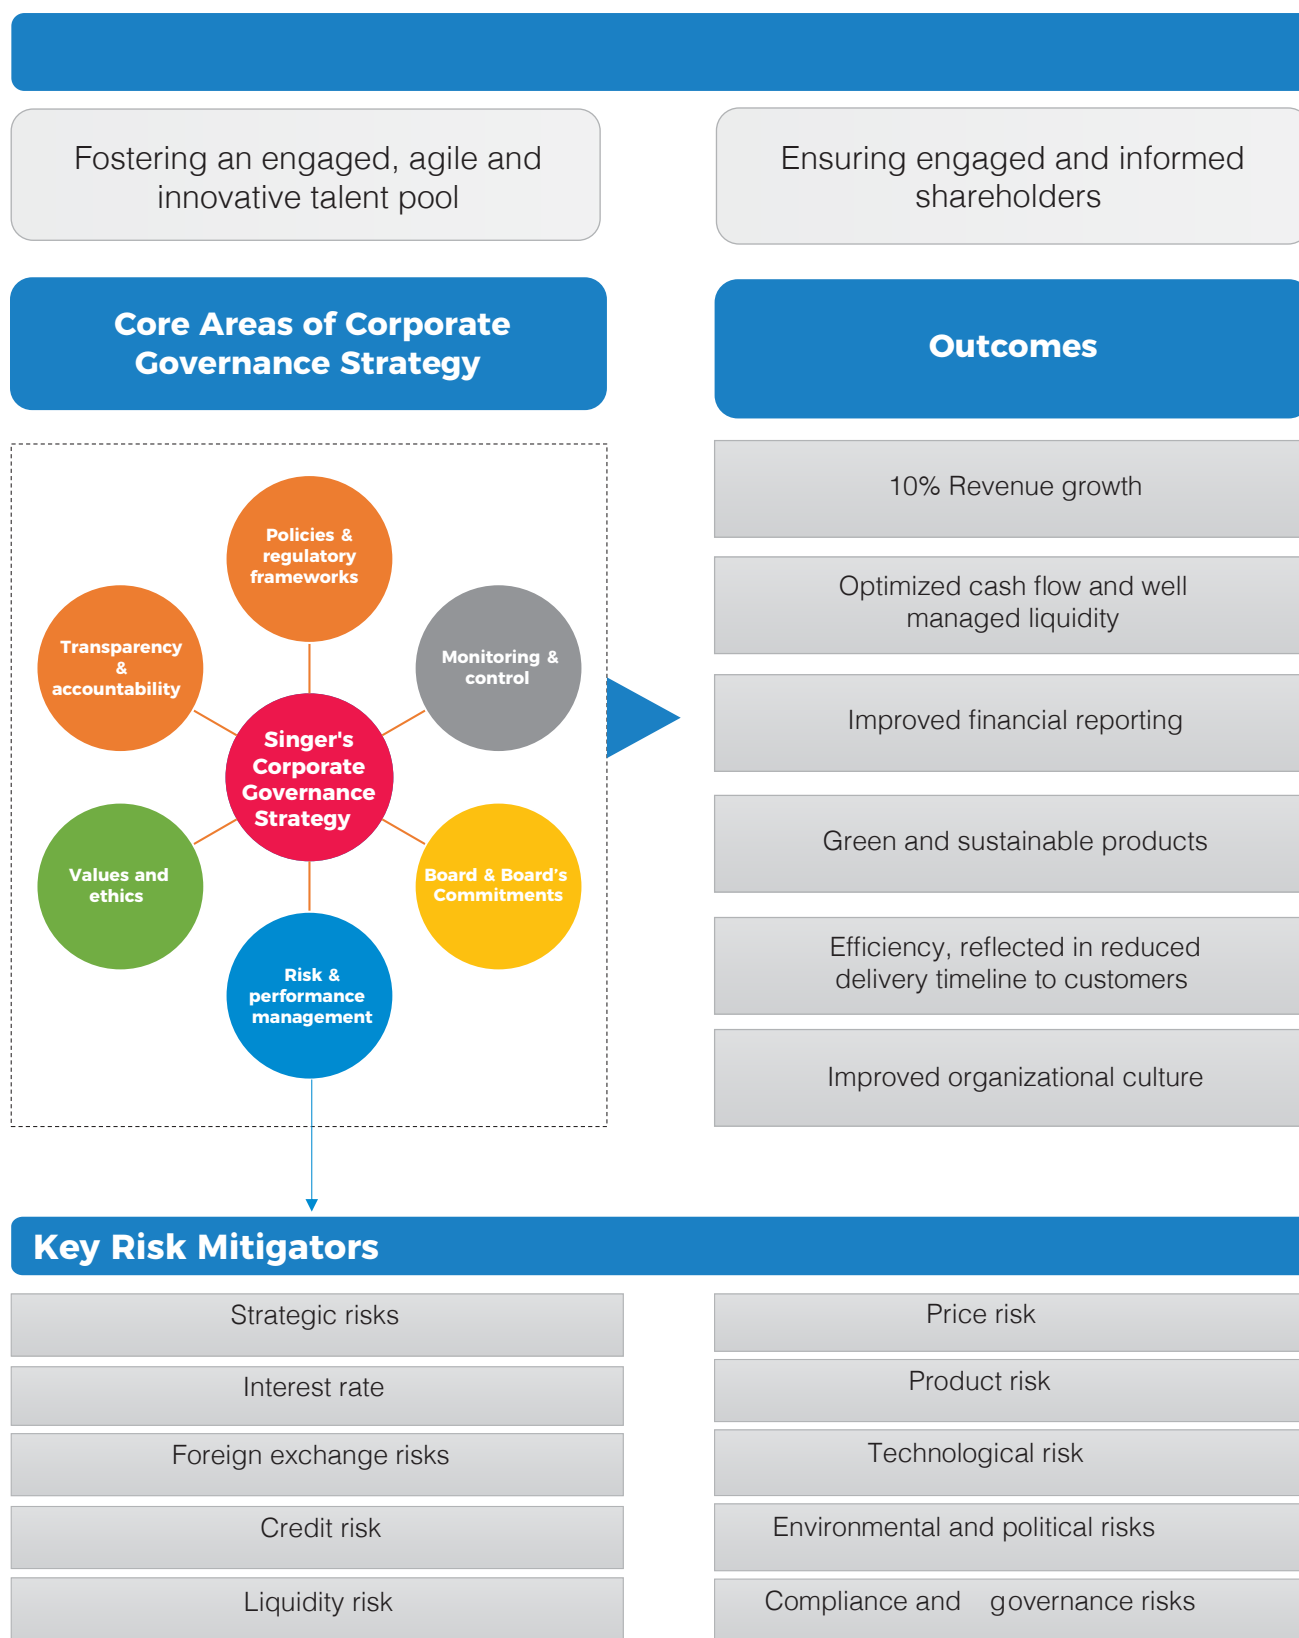 Fostering an engaged, agile and
innovative talent pool
Ensuring engaged and informed
shareholders
Core Areas of Corporate
Governance Strategy
Outcomes
Policies &
regulatory
frameworks
Transparency
&
accountability
Monitoring &
control
Singer's
Corporate
Governance
Strategy
Values and
ethics
Board & Board's
Commitments
Risk &
performance
management
10% Revenue growth
Optimized cash flow and well
managed liquidity
Improved financial reporting
Green and sustainable products
Efficiency, reflected in reduced
delivery timeline to customers
Improved organizational culture
Key Risk Mitigators
Strategic risks
Interest rate
Foreign exchange risks
Credit risk
Liquidity risk
Price risk
Product risk
Technological risk
Environmental and political risks
Compliance and governance risks